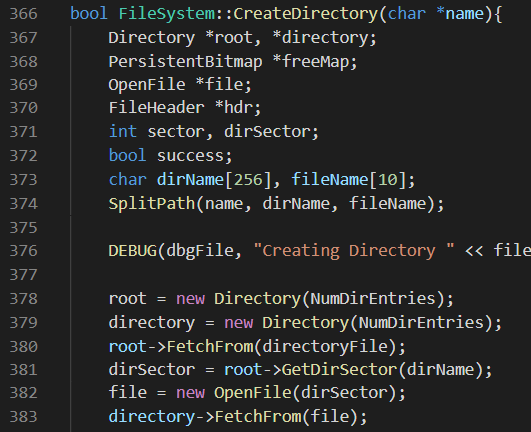 366 bool FileSystem::CreateDirectory(char *name){
367 Directory *root, *directory;
368 PersistentBitmap *freeMap;
369 OpenFile *file;
370 FileHeader *hdr;
371 int sector, dirSector;
372 bool success;
373 char dirName[256], fileName[10];
374 SplitPath(name, dirName, fileName);
375
376 DEBUG(dbgFile, "Creating Directory " << file
377
378 root = new Directory(NumDirEntries);
379 directory = new Directory(NumDirEntries);
380 root->FetchFrom(directoryFile);
381 dirSector = root->GetDirSector(dirName);
382 file = new OpenFile(dirSector);
383 directory->FetchFrom(file);